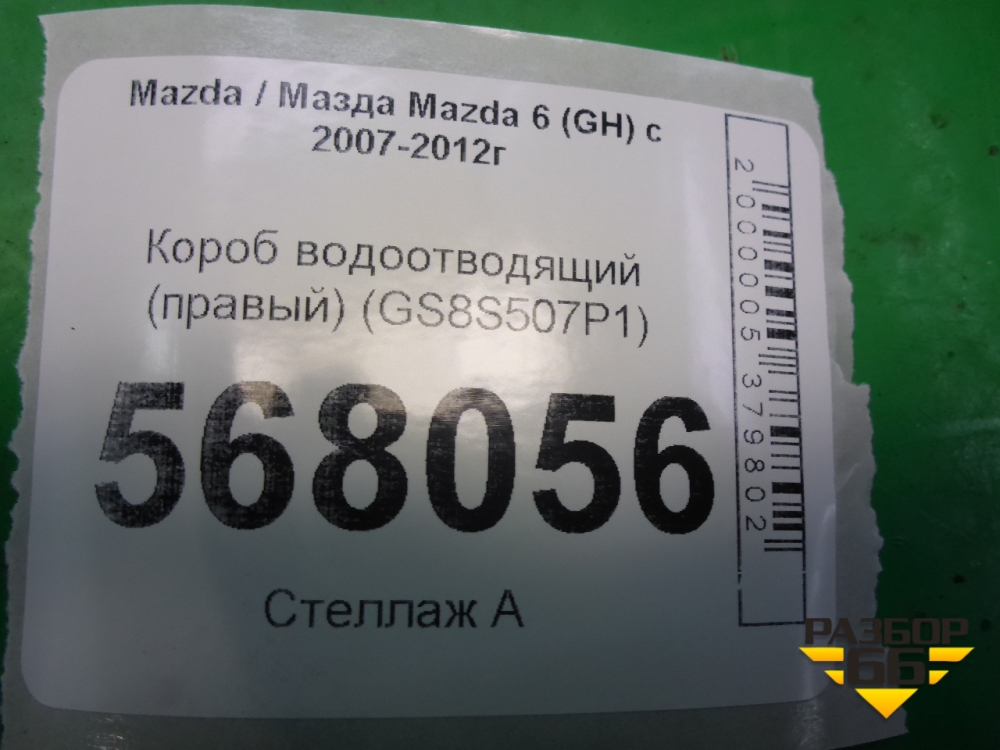 Mazda / Мазда Mazda 6 (GH) с
2007-2012г
Короб водоотводящий
(правый) (GS8S507P1)
568056
Стеллаж А
2000005379802
РАЗБОР
66